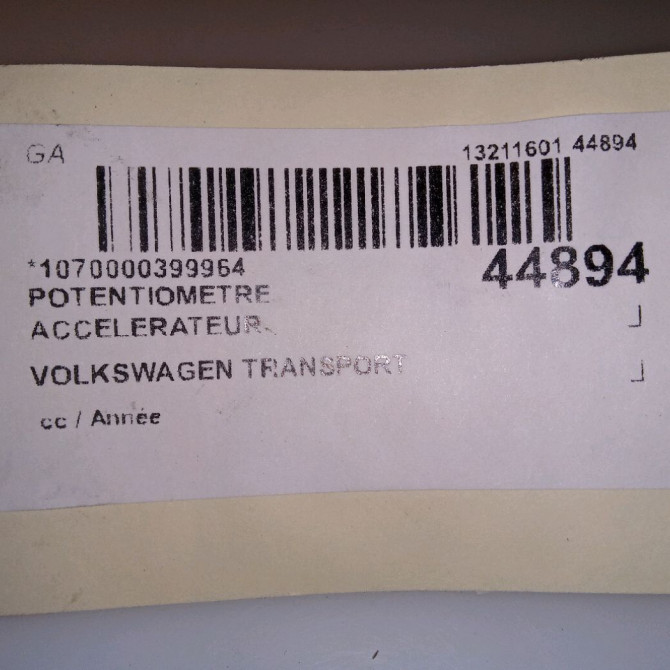 GA
13211601 44894
*1070000399964
44894
POTENTIOMETRE
ACCELERATEUR
VOLKSWAGEN TRANSPORT
cc / Année